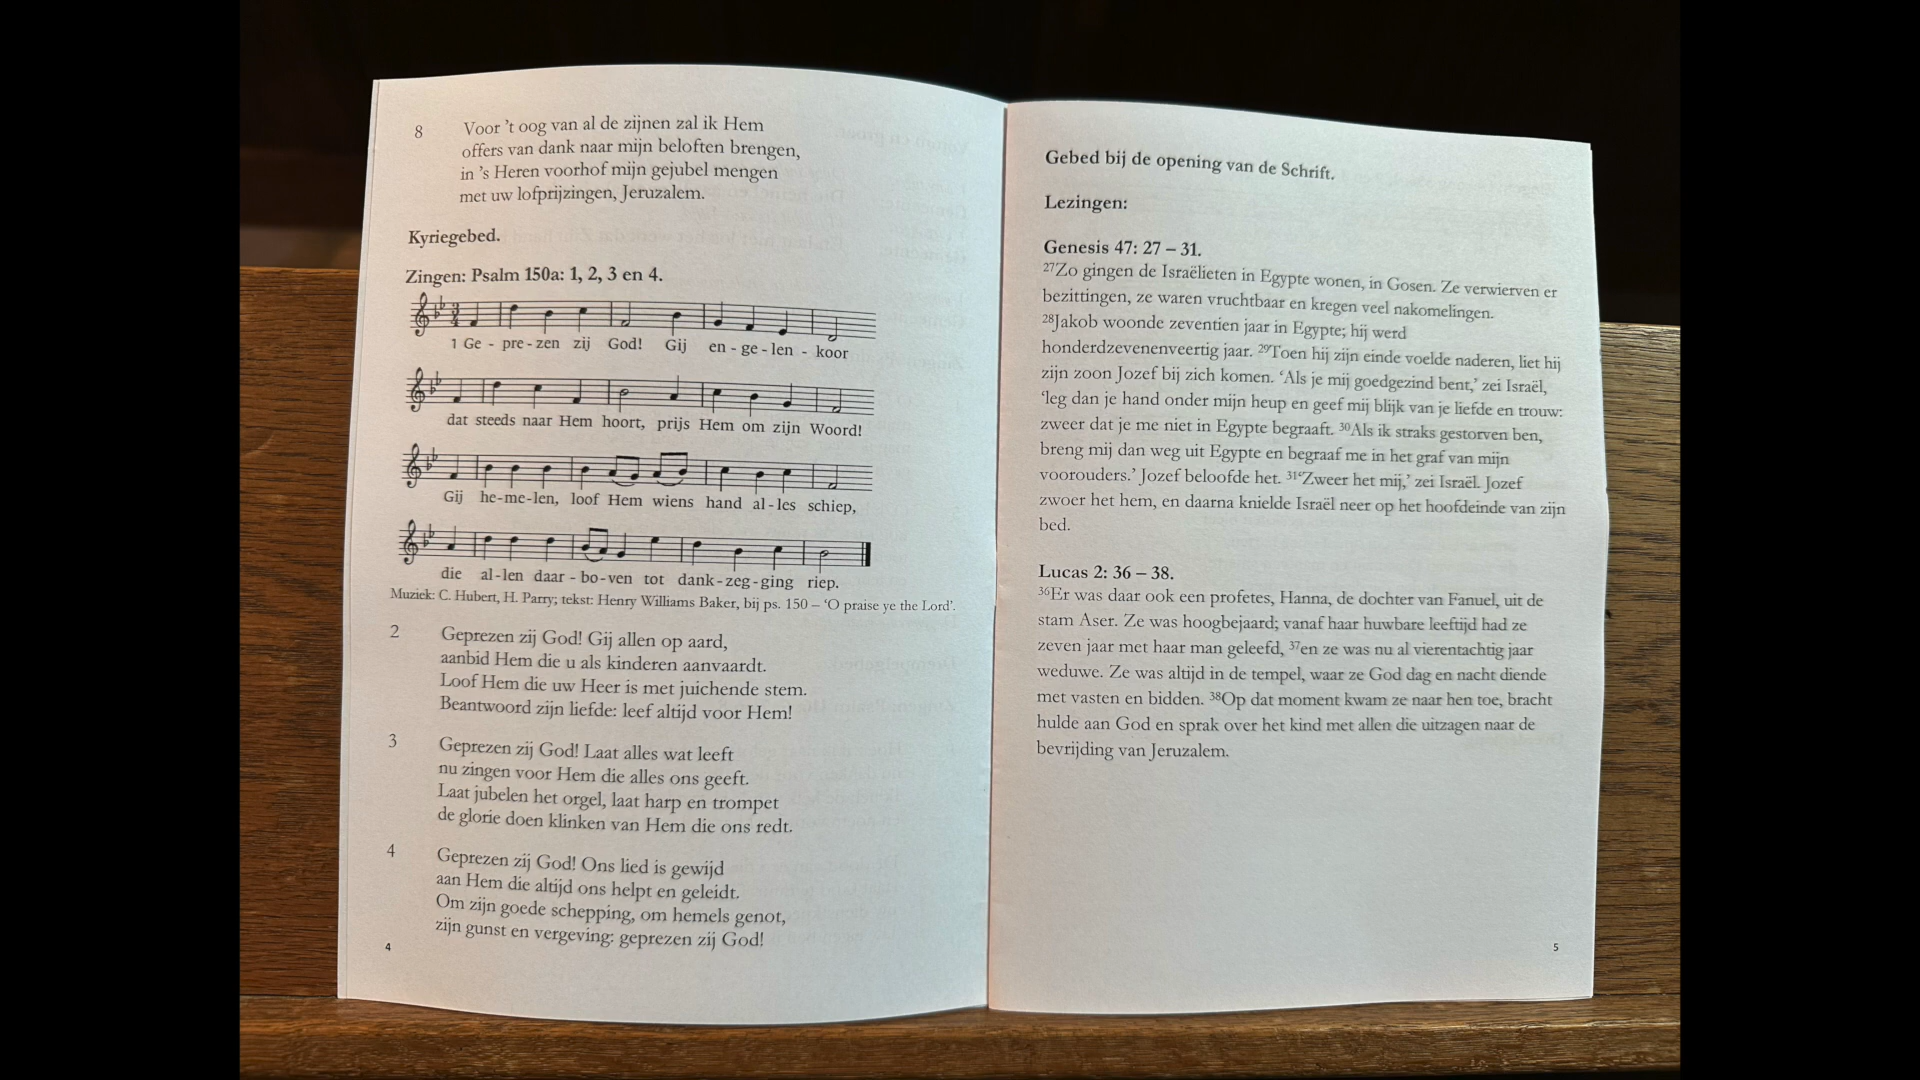 8 Voor ’t oog van al de zijnen zal ik Hem
offers van dank naar mijn beloften brengen,
in ’s Heren voorhof mijn gejubel mengen
met uw lofprijzingen, Jeruzalem.
Kyriegebed.
Zingen: Psalm 150a: 1, 2, 3 en 4.
1 Ge - pre - zen zij God! Gij en - ge - len - koor
dat steeds naar Hem hoort, prijs Hem om zijn Woord!
Gij he-me-len, loof Hem wiens hand al - les schiep,
die al-len daar - bo-ven tot dank-zeg-ging riep.
Muziek: C. Hubert, H. Parry; tekst: Henry Williams Baker, bij ps. 150 – ‘O praise ye the Lord’.
2 Geprezen zij God! Gij allen op aard,
aanbid Hem die u als kinderen aanvaardt.
Loof Hem die uw Heer is met juichende stem.
Beantwoord zijn liefde: leef altijd voor Hem!
3 Geprezen zij God! Laat alles wat leeft
nu zingen voor Hem die alles ons geeft.
Laat jubelen het orgel, laat harp en trompet
de glorie doen klinken van Hem die ons redt.
4 Geprezen zij God! Ons lied is gewijd
aan Hem die altijd ons helpt en geleidt.
Om zijn goede schepping, om hemels genot,
zijn gunst en vergeving: geprezen zij God!
4
Gebed bij de opening van de Schrift.
Lezingen:
Genesis 47: 27 – 31.
27Zo gingen de Israëlieten in Egypte wonen, in Gosen. Ze verwierven er
bezittingen, ze waren vruchtbaar en kregen veel nakomelingen.
28Jakob woonde zeventien jaar in Egypte; hij werd
honderdzevenenveertig jaar. 29Toen hij zijn einde voelde naderen, liet hij
zijn zoon Jozef bij zich komen. ‘Als je mij goedgezind bent,’ zei Israël,
‘leg dan je hand onder mijn heup en geef mij blijk van je liefde en trouw:
zweer dat je me niet in Egypte begraaft. 30Als ik straks gestorven ben,
breng mij dan weg uit Egypte en begraaf me in het graf van mijn
voorouders.’ Jozef beloofde het. 31‘Zweer het mij,’ zei Israël. Jozef
zwoer het hem, en daarna knielde Israël neer op het hoofdeinde van zijn
bed.
Lucas 2: 36 – 38.
36Er was daar ook een profetes, Hanna, de dochter van Fanuel, uit de
stam Aser. Ze was hoogbejaard; vanaf haar huwbare leeftijd had ze
zeven jaar met haar man geleefd, 37en ze was nu al vierentachtig jaar
weduwe. Ze was altijd in de tempel, waar ze God dag en nacht diende
met vasten en bidden. 38Op dat moment kwam ze naar hen toe, bracht
hulde aan God en sprak over het kind met allen die uitzagen naar de
bevrijding van Jeruzalem.
5